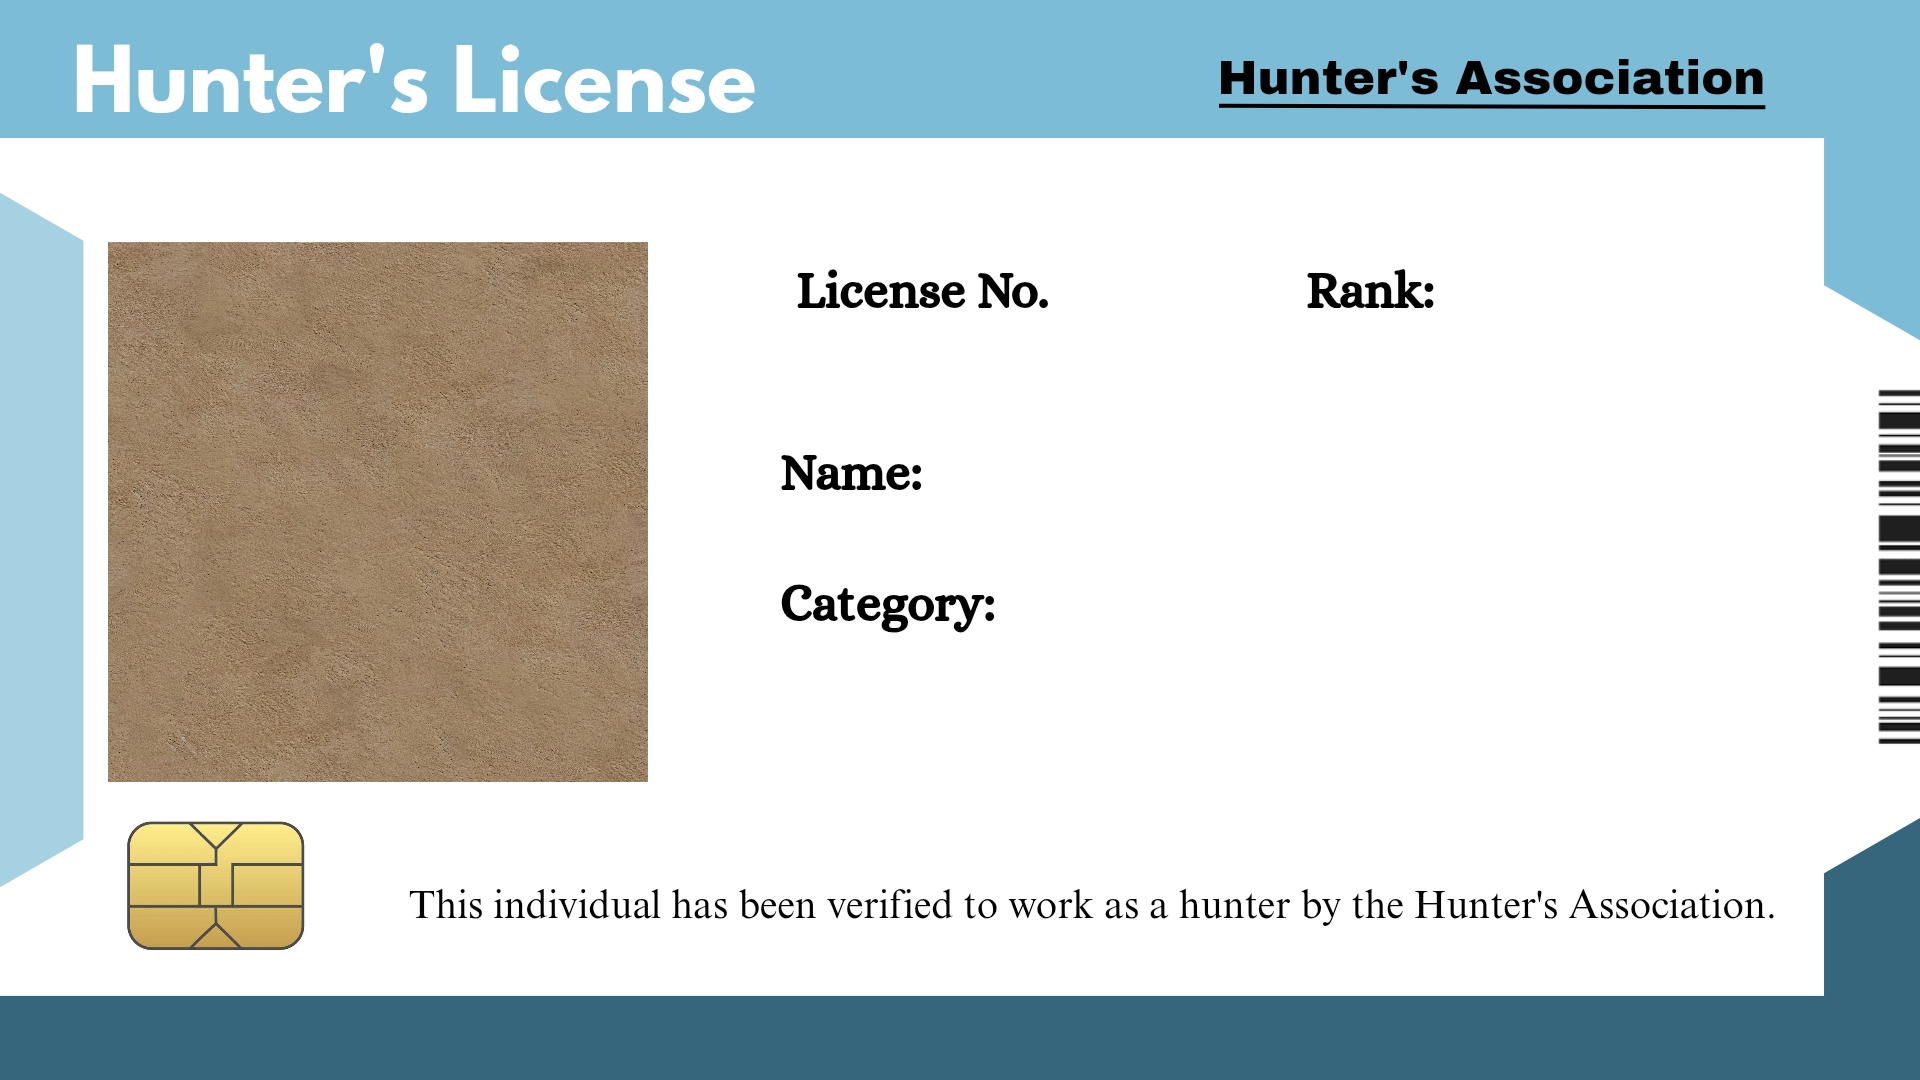 Hunter's License
Hunter's Association
License No.
Rank:
Name:
Category:
This individual has been verified to work as a hunter by the Hunter's Association.